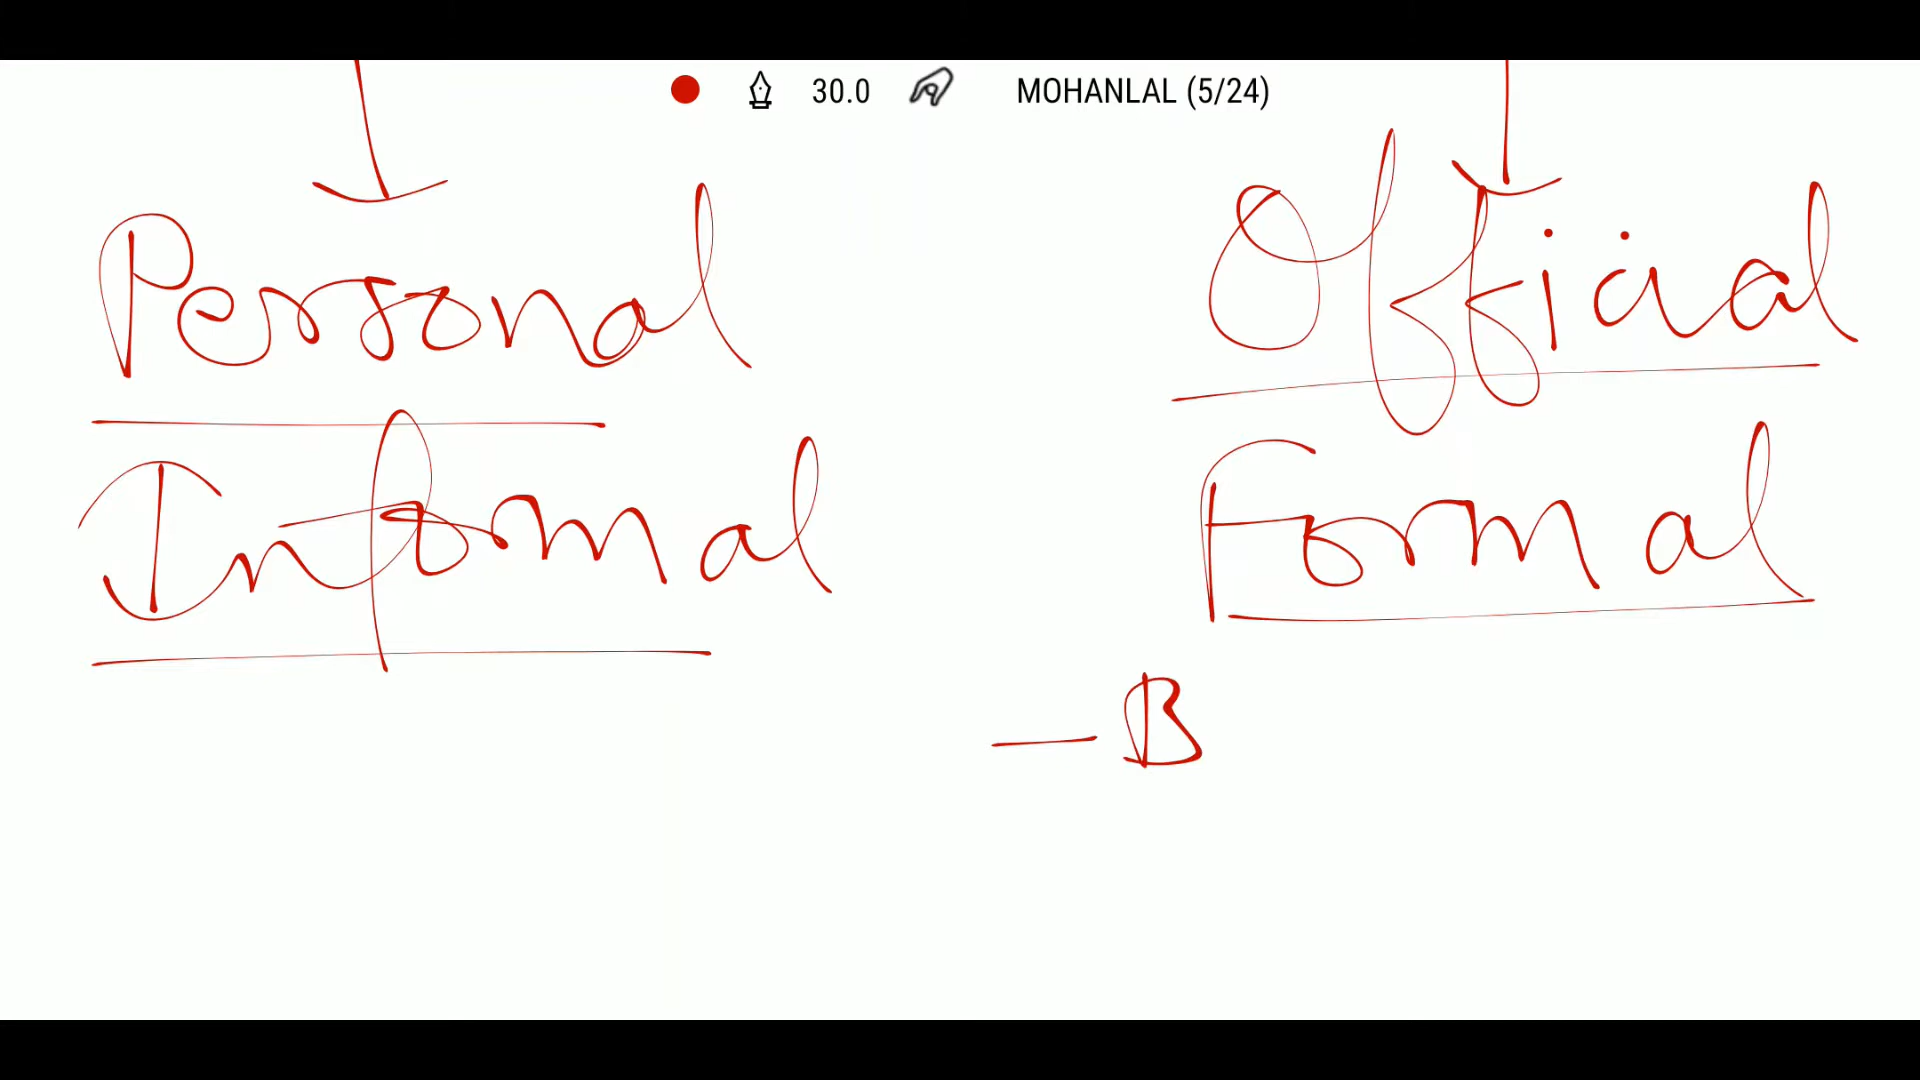 30.0 MOHANLAL (5/24)
Personal Official
Informal Formal
— B